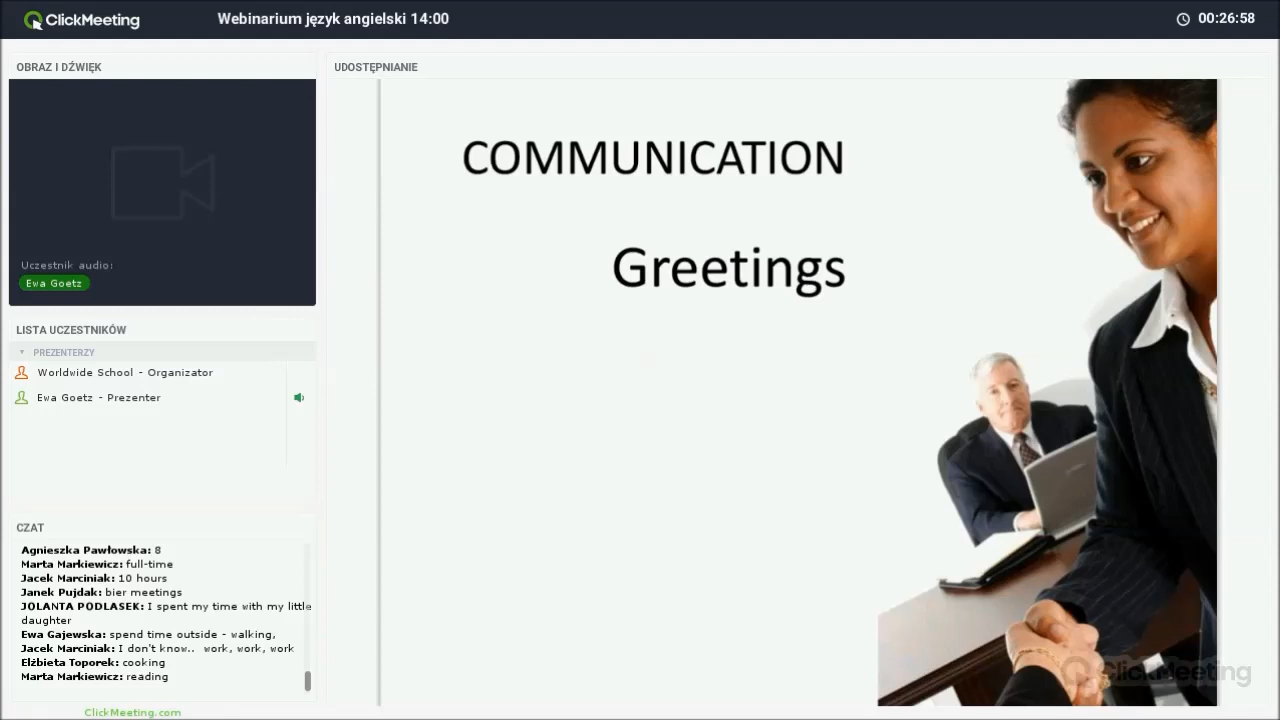 ClickMeeting
Webinarium język angielski 14:00
00:26:58
OBRAZ I DŹWIĘK
UDOSTĘPNIANIE
Uczestnik audio:
Ewa Goetz
LISTA UCZESTNIKÓW
PREZENTERZY
Worldwide School - Organizator
Ewa Goetz - Prezenter
CZAT
Agnieszka Pawłowska: 8
Marta Markiewicz: full-time
Jacek Marciniak: 10 hours
Janek Pujdak: bier meetings
JOLANTA PODLASEK: I spent my time with my little
daughter
Ewa Gajewska: spend time outside - walking,
Jacek Marciniak: I don't know.. work, work, work
Elżbieta Toporek: cooking
Marta Markiewicz: reading
ClickMeeting.com
COMMUNICATION
Greetings
ClickMeeting